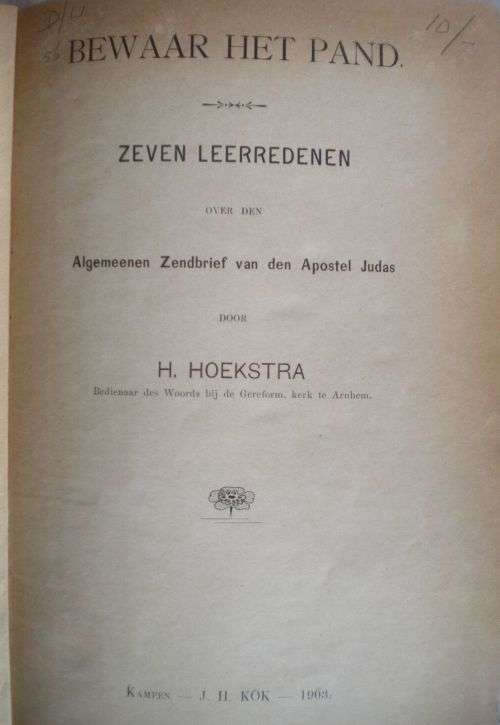 10/-
BEWAAR HET PAND.
ZEVEN LEERREDENEN
OVER DEN
Algemeenen Zendbrief van den Apostel Judas
DOOR
H. HOEKSTRA
Bedienaar des Woords bij de Gereform. kerk te Arnhem.
KAMPEN — J. H. KOK — 1903.